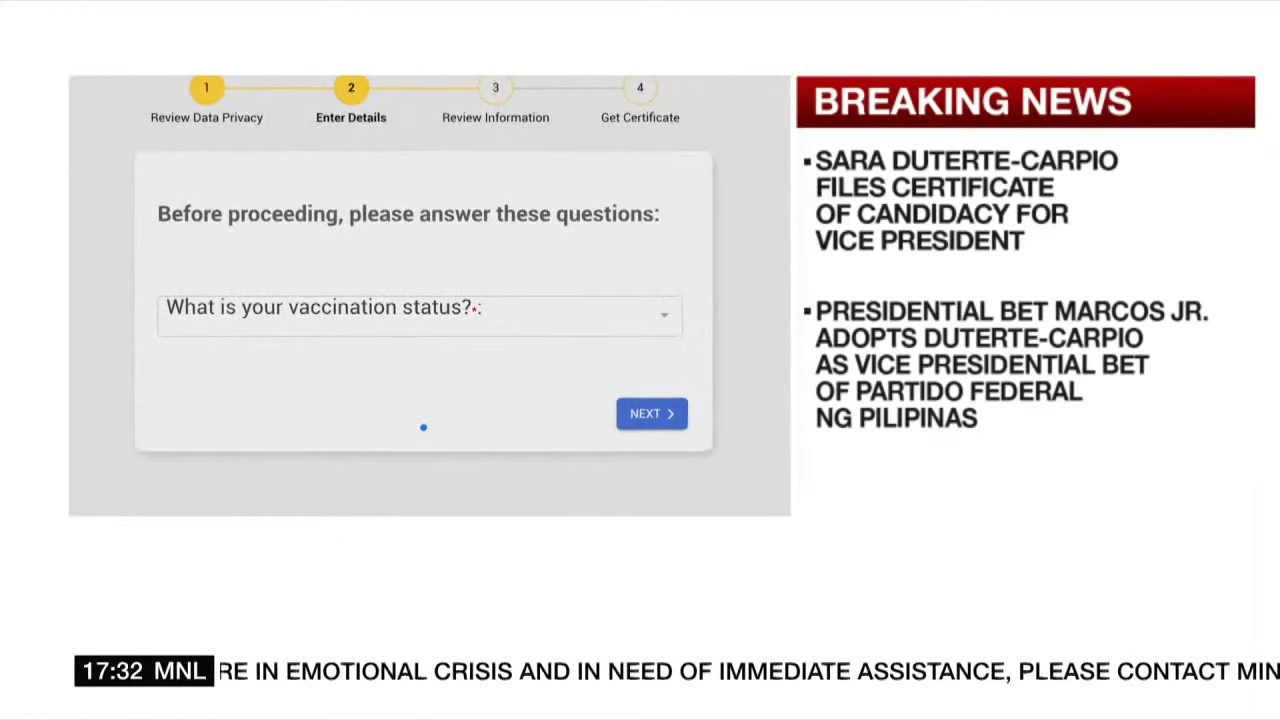 1 2 3 4
Review Data Privacy Enter Details Review Information Get Certificate
Before proceeding, please answer these questions:
What is your vaccination status?*:
NEXT
BREAKING NEWS
▪SARA DUTERTE-CARPIO
FILES CERTIFICATE
OF CANDIDACY FOR
VICE PRESIDENT
▪PRESIDENTIAL BET MARCOS JR.
ADOPTS DUTERTE-CARPIO
AS VICE PRESIDENTIAL BET
OF PARTIDO FEDERAL
NG PILIPINAS
17:32 MNL RE IN EMOTIONAL CRISIS AND IN NEED OF IMMEDIATE ASSISTANCE, PLEASE CONTACT MIN